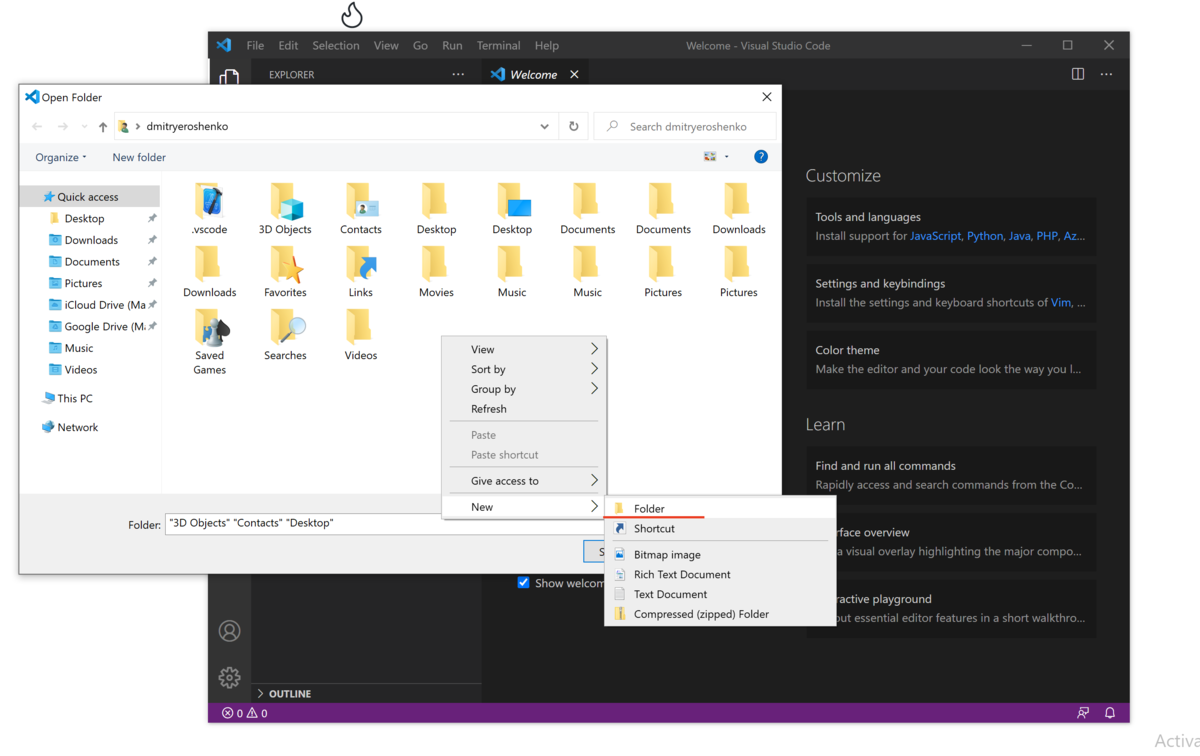 File Edit Selection View Go Run Terminal Help Welcome - Visual Studio Code
EXPLORER
Welcome
Open Folder
dmitryeroshenko
Search dmitryeroshenko
Organize
New folder
Quick access
Desktop
Downloads
Documents
Pictures
iCloud Drive (Ma
Google Drive (M
Music
Videos
This PC
Network
.vscode 3D Objects Contacts Desktop Desktop Documents Documents Downloads
Downloads Favorites Links Movies Music Music Pictures Pictures
Saved Games Searches Videos
View
Sort by
Group by
Refresh
Paste
Paste shortcut
Give access to
New
Folder
Shortcut
Bitmap image
Rich Text Document
Text Document
Compressed (zipped) Folder
Folder: "3D Objects" "Contacts" "Desktop"
S
Show welcom
Customize
Tools and languages
Install support for JavaScript, Python, Java, PHP, Az...
Settings and keybindings
Install the settings and keyboard shortcuts of Vim, ...
Color theme
Make the editor and your code look the way you l...
Learn
Find and run all commands
Rapidly access and search commands from the Co...
rface overview
a visual overlay highlighting the major compo...
ractive playground
out essential editor features in a short walkthro...
OUTLINE
0 0
Activa